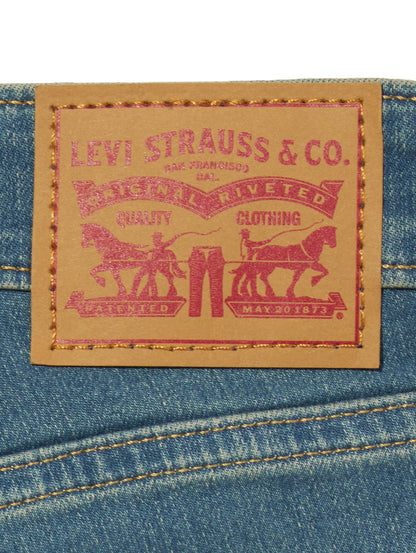 LEVI STRAUSS & CO.
SAN FRANCISCO
CAL.
ORIGINAL RIVETED
QUALITY CLOTHING
PATENTED MAY 20 1873
®